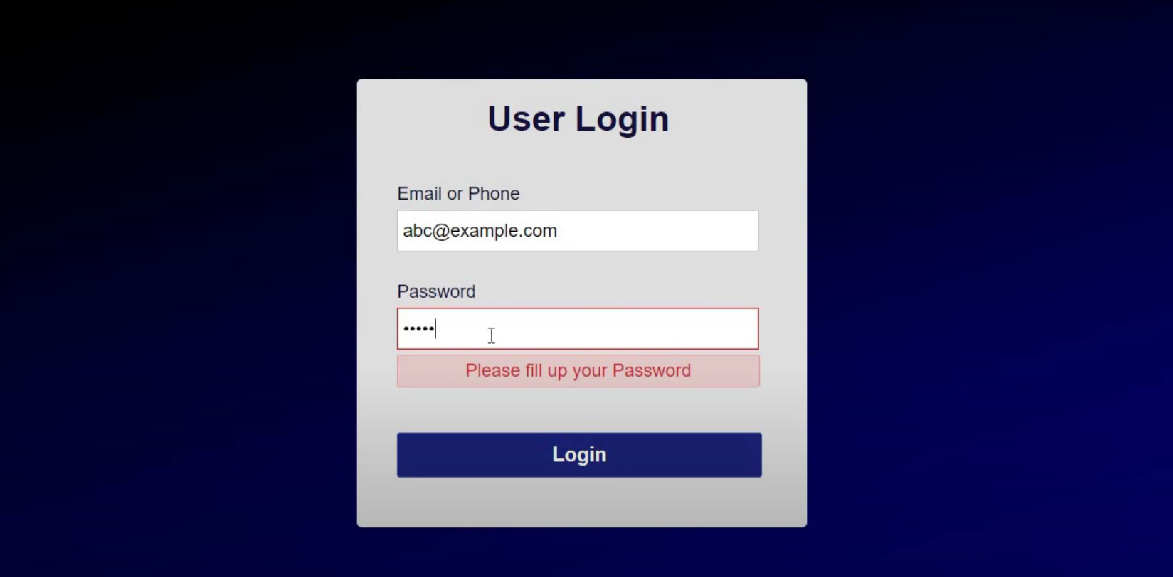 User Login
Email or Phone
abc@example.com
Password
•••••
Please fill up your Password
Login